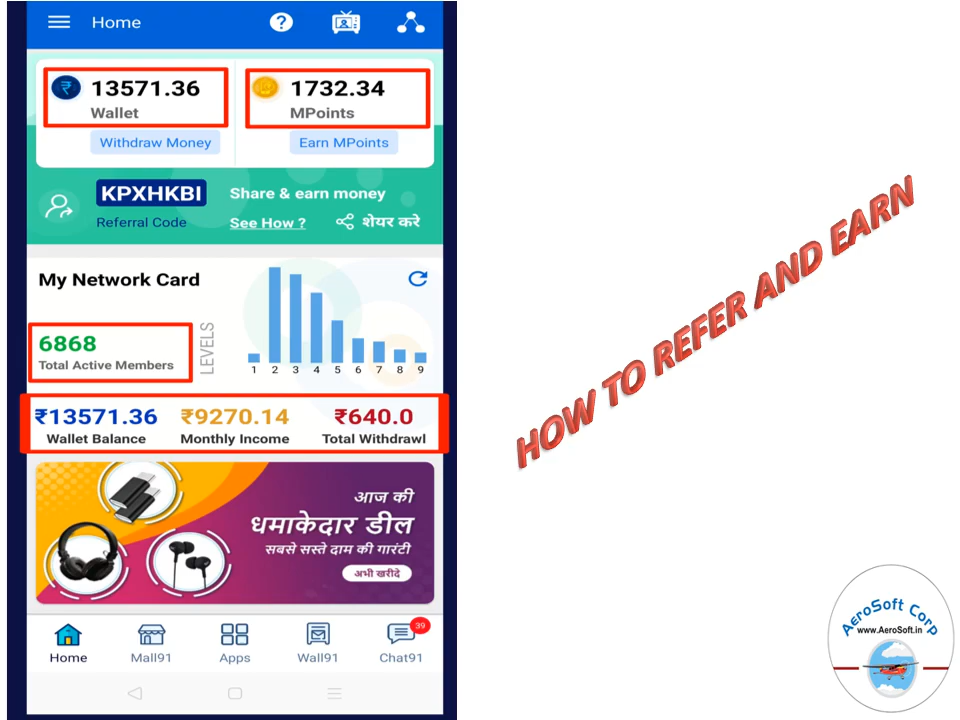 Home
13571.36
Wallet
Withdraw Money
1732.34
MPoints
Earn MPoints
KPXHKBI
Referral Code
Share & earn money
See How ?
शेयर करे
My Network Card
6868
Total Active Members
LEVELS
1 2 3 4 5 6 7 8 9
₹13571.36 ₹9270.14 ₹640.0
Wallet Balance Monthly Income Total Withdrawl
आज की
धमाकेदार डील
सबसे सस्ते दाम की गारंटी
अभी खरीदे
39
Home Mall91 Apps Wall91 Chat91
HOW TO REFER AND EARN
AeroSoft Corp
www.AeroSoft.in